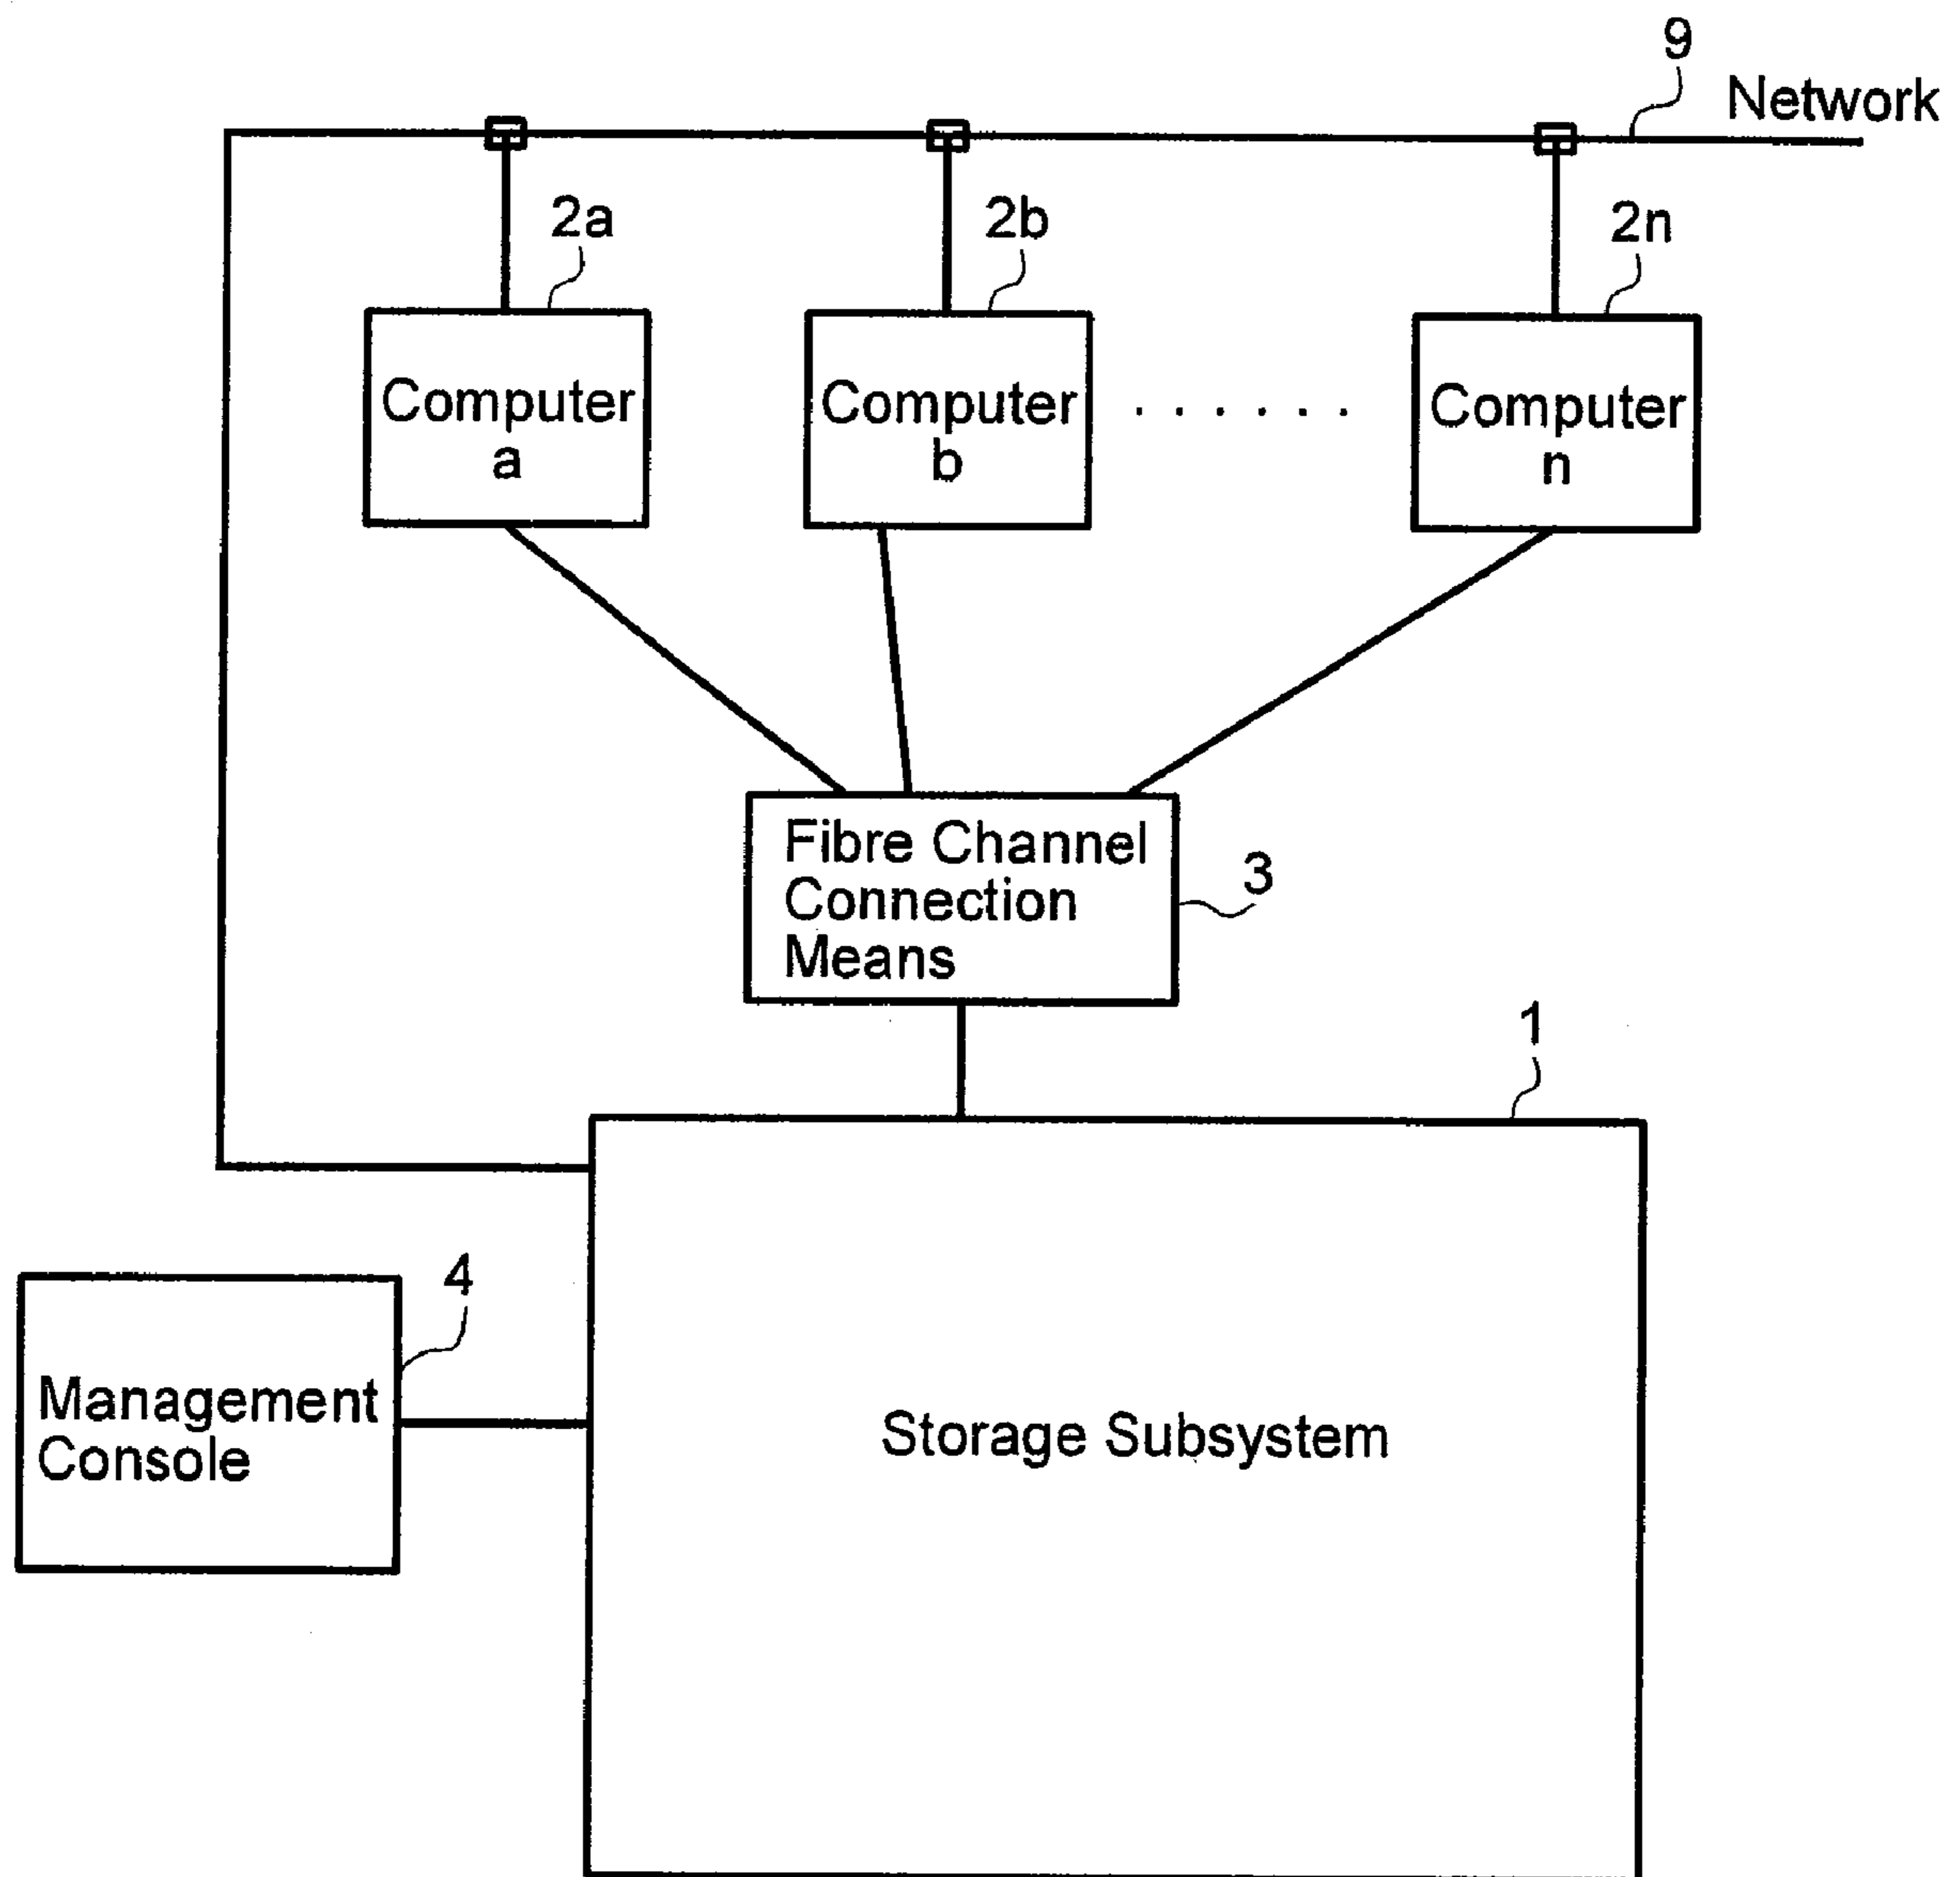 9
Network
2a
2b
2n
Computer
a
Computer
b
. . . . . .
Computer
n
Fibre Channel
Connection
Means
3
1
4
Management
Console
Storage Subsystem